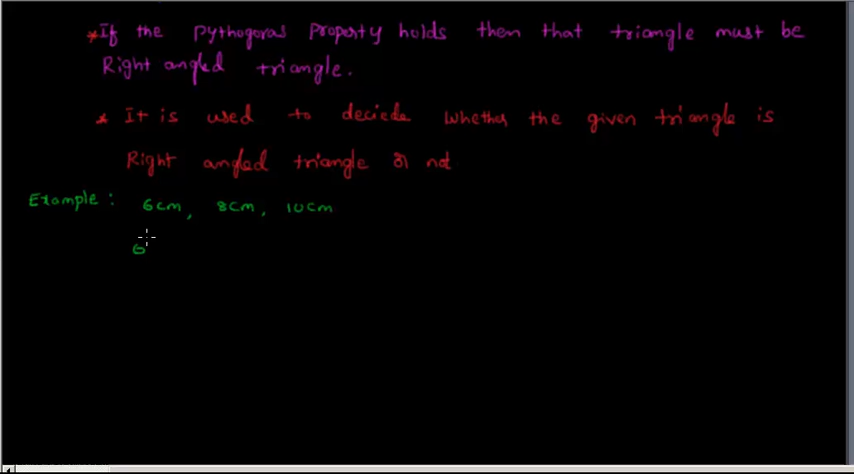 *If the pythogoras property holds then that triangle must be
Right angled triangle.
* It is used to deciede whether the given triangle is
Right angled triangle or not
Example : 6cm, 8cm, 10cm
6